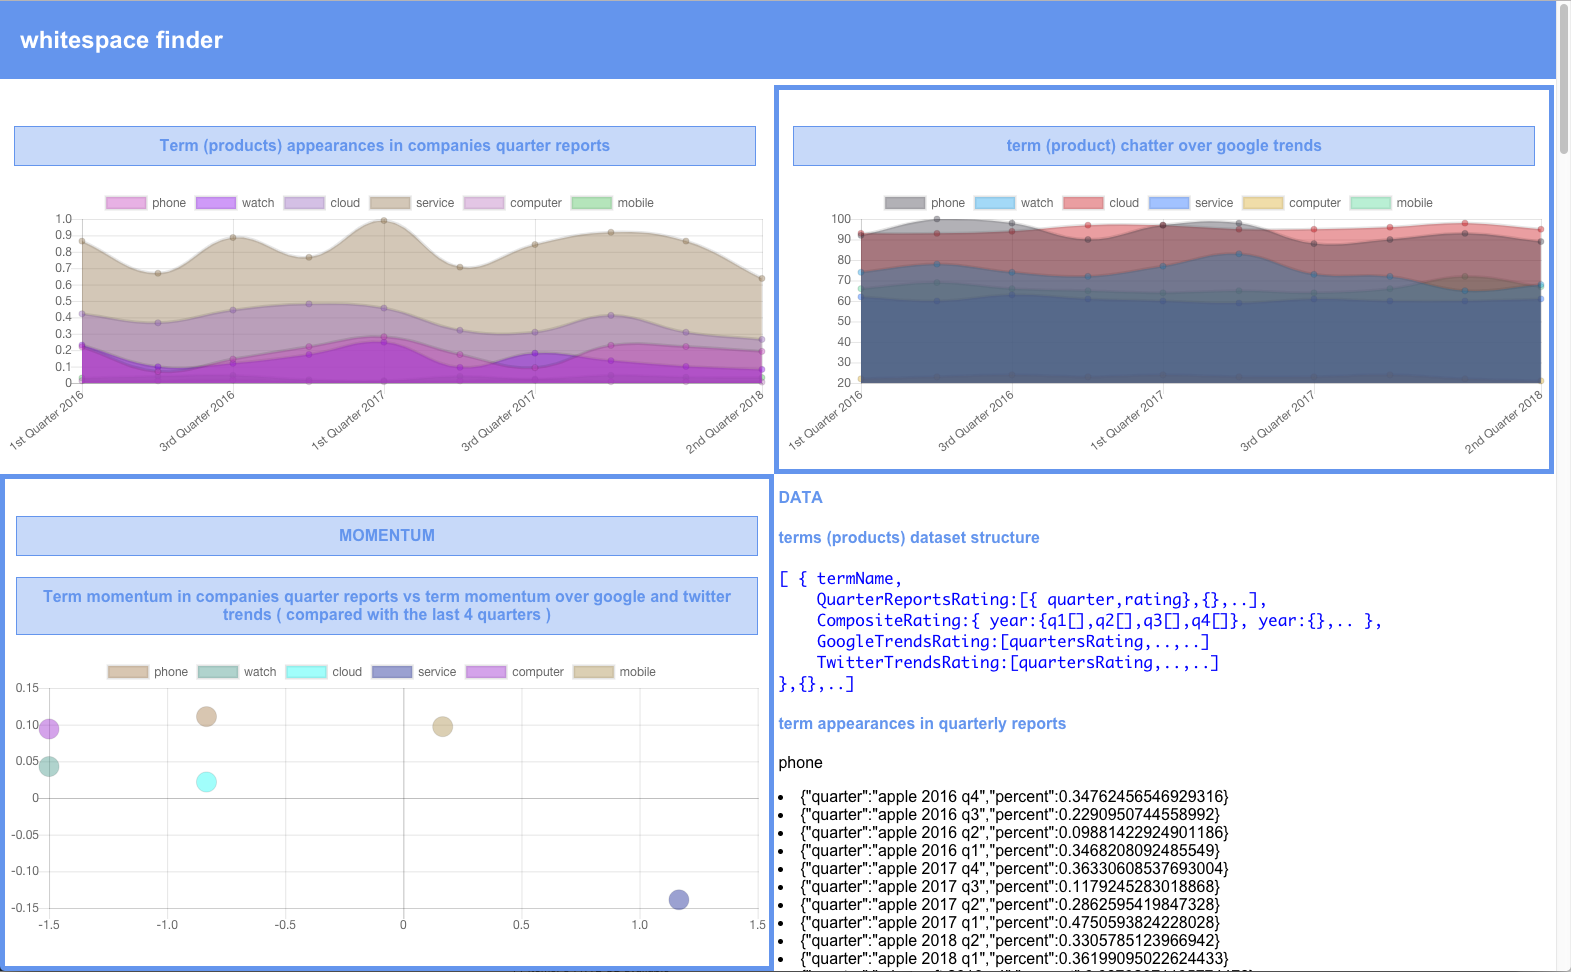 whitespace finder
Term (products) appearances in companies quarter reports
phone watch cloud service computer mobile
1.0
0.9
0.8
0.7
0.6
0.5
0.4
0.3
0.2
0.1
0
1st Quarter 2016 3rd Quarter 2016 1st Quarter 2017 3rd Quarter 2017 2nd Quarter 2018
term (product) chatter over google trends
phone watch cloud service computer mobile
100
90
80
70
60
50
40
30
20
1st Quarter 2016 3rd Quarter 2016 1st Quarter 2017 3rd Quarter 2017 2nd Quarter 2018
MOMENTUM
Term momentum in companies quarter reports vs term momentum over google and twitter
trends ( compared with the last 4 quarters )
phone watch cloud service computer mobile
0.15
0.10
0.05
0
-0.05
-0.10
-0.15
-1.5 -1.0 -0.5 0 0.5 1.0 1.5
DATA
terms (products) dataset structure
[ { termName,
QuarterReportsRating:[{ quarter,rating},{},..],
CompositeRating:{ year:{q1[],q2[],q3[],q4[]}, year:{},.. },
GoogleTrendsRating:[quartersRating,..,..]
TwitterTrendsRating:[quartersRating,..,..]
},{},..]
term appearances in quarterly reports
phone
• {"quarter":"apple 2016 q4","percent":0.34762456546929316}
• {"quarter":"apple 2016 q3","percent":0.2290950744558992}
• {"quarter":"apple 2016 q2","percent":0.09881422924901186}
• {"quarter":"apple 2016 q1","percent":0.3468208092485549}
• {"quarter":"apple 2017 q4","percent":0.36330608537693004}
• {"quarter":"apple 2017 q3","percent":0.1179245283018868}
• {"quarter":"apple 2017 q2","percent":0.2862595419847328}
• {"quarter":"apple 2017 q1","percent":0.4750593824228028}
• {"quarter":"apple 2018 q2","percent":0.3305785123966942}
• {"quarter":"apple 2018 q1","percent":0.36199095022624433}